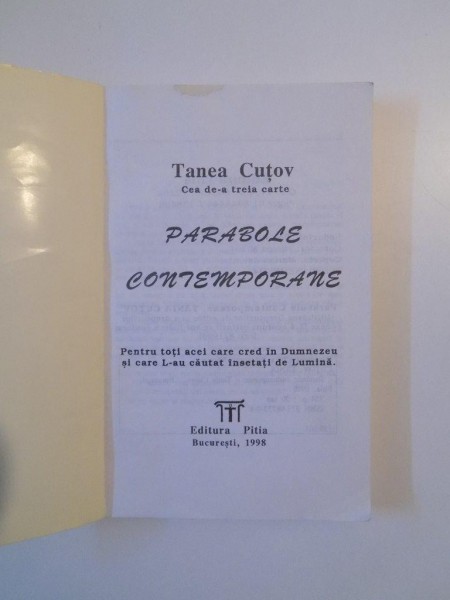 Tanea Cuțov
Cea de-a treia carte
PARABOLE
CONTEMPORANE
Pentru toți acei care cred în Dumnezeu
și care L-au căutat însetați de Lumină.
Editura Pitia
București, 1998